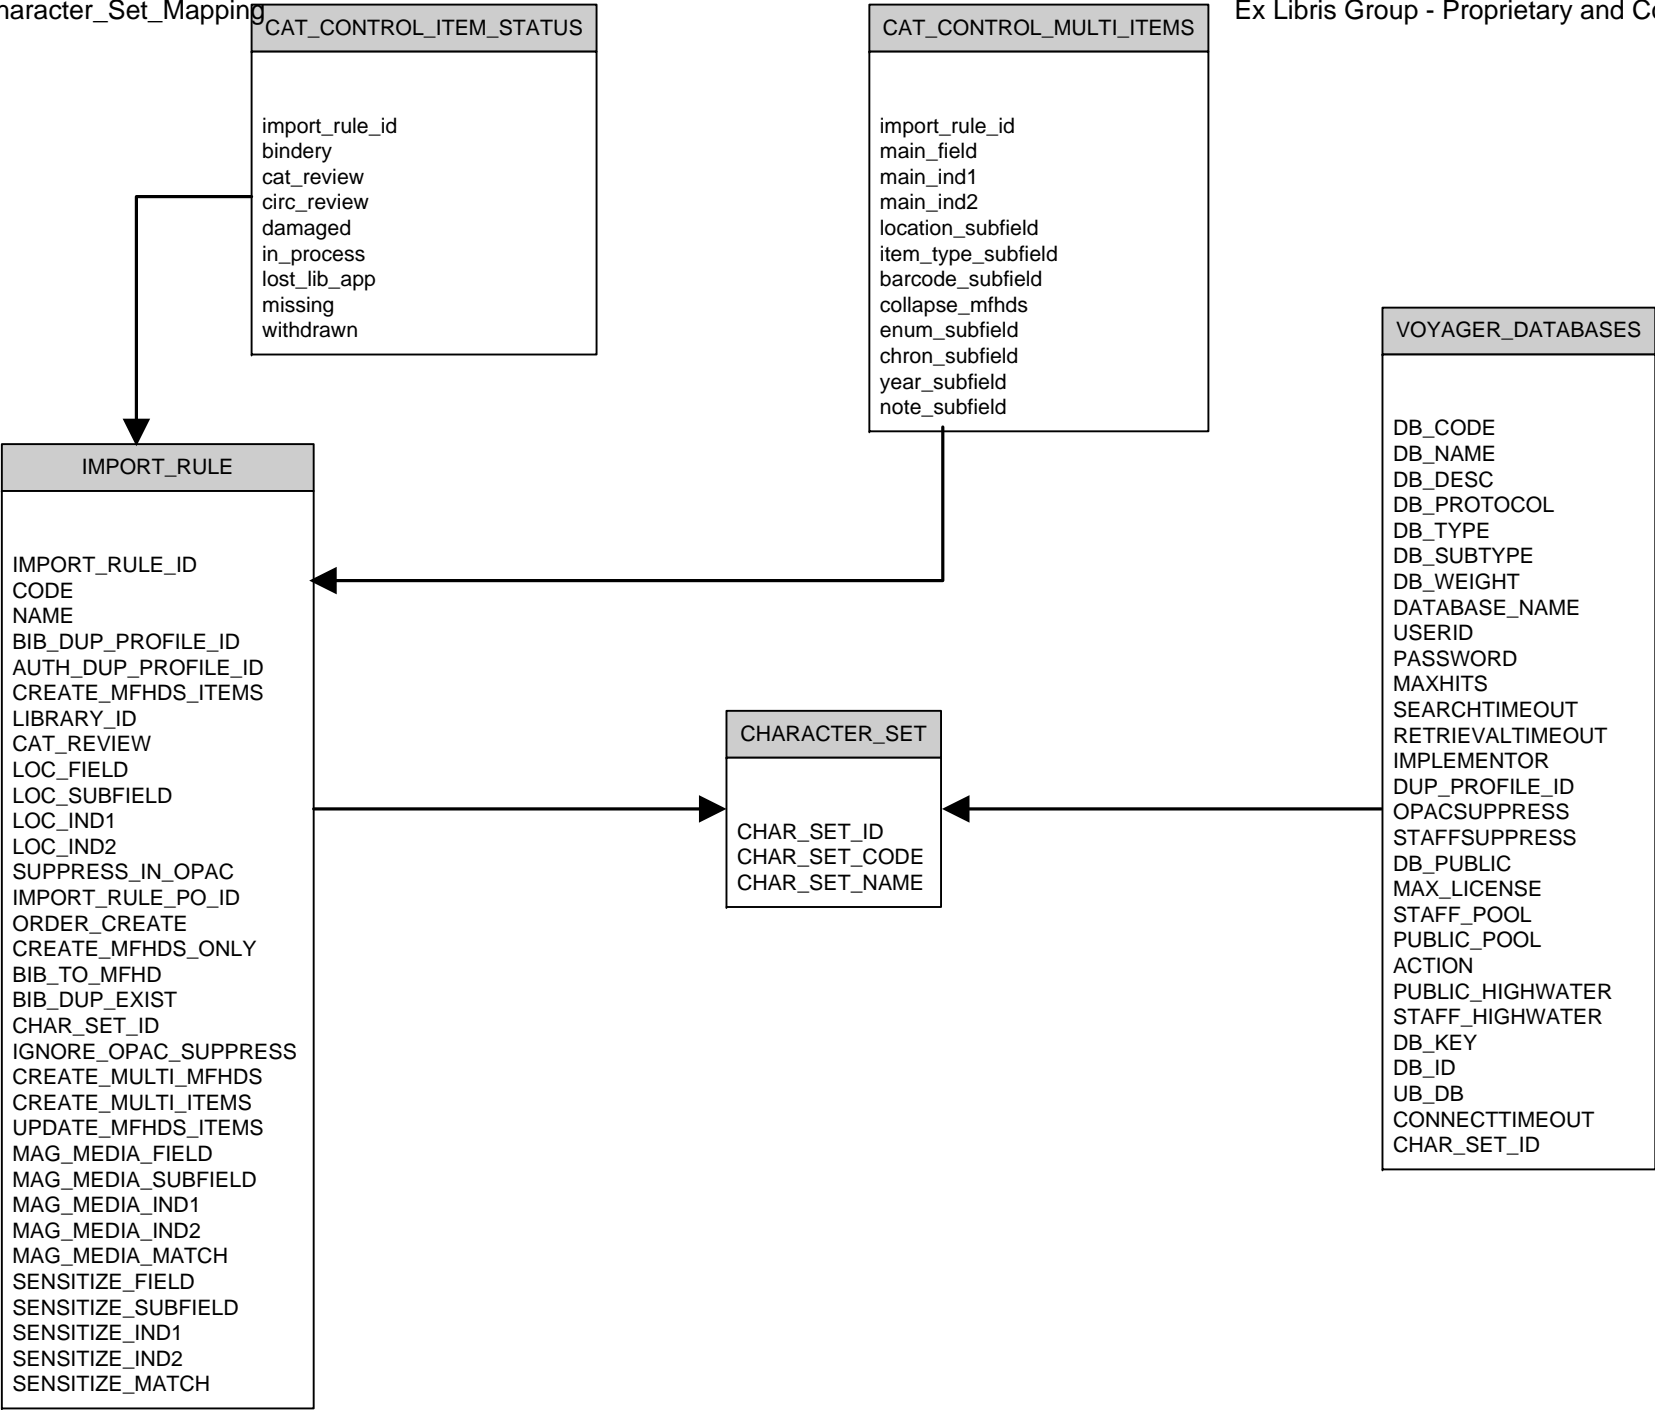 haracter_Set_Mapping
Ex Libris Group - Proprietary and Co
CAT_CONTROL_ITEM_STATUS
import_rule_id
bindery
cat_review
circ_review
damaged
in_process
lost_lib_app
missing
withdrawn
CAT_CONTROL_MULTI_ITEMS
import_rule_id
main_field
main_ind1
main_ind2
location_subfield
item_type_subfield
barcode_subfield
collapse_mfhds
enum_subfield
chron_subfield
year_subfield
note_subfield
VOYAGER_DATABASES
DB_CODE
DB_NAME
DB_DESC
DB_PROTOCOL
DB_TYPE
DB_SUBTYPE
DB_WEIGHT
DATABASE_NAME
USERID
PASSWORD
MAXHITS
SEARCHTIMEOUT
RETRIEVALTIMEOUT
IMPLEMENTOR
DUP_PROFILE_ID
OPACSUPPRESS
STAFFSUPPRESS
DB_PUBLIC
MAX_LICENSE
STAFF_POOL
PUBLIC_POOL
ACTION
PUBLIC_HIGHWATER
STAFF_HIGHWATER
DB_KEY
DB_ID
UB_DB
CONNECTTIMEOUT
CHAR_SET_ID
IMPORT_RULE
IMPORT_RULE_ID
CODE
NAME
BIB_DUP_PROFILE_ID
AUTH_DUP_PROFILE_ID
CREATE_MFHDS_ITEMS
LIBRARY_ID
CAT_REVIEW
LOC_FIELD
LOC_SUBFIELD
LOC_IND1
LOC_IND2
SUPPRESS_IN_OPAC
IMPORT_RULE_PO_ID
ORDER_CREATE
CREATE_MFHDS_ONLY
BIB_TO_MFHD
BIB_DUP_EXIST
CHAR_SET_ID
IGNORE_OPAC_SUPPRESS
CREATE_MULTI_MFHDS
CREATE_MULTI_ITEMS
UPDATE_MFHDS_ITEMS
MAG_MEDIA_FIELD
MAG_MEDIA_SUBFIELD
MAG_MEDIA_IND1
MAG_MEDIA_IND2
MAG_MEDIA_MATCH
SENSITIZE_FIELD
SENSITIZE_SUBFIELD
SENSITIZE_IND1
SENSITIZE_IND2
SENSITIZE_MATCH
CHARACTER_SET
CHAR_SET_ID
CHAR_SET_CODE
CHAR_SET_NAME